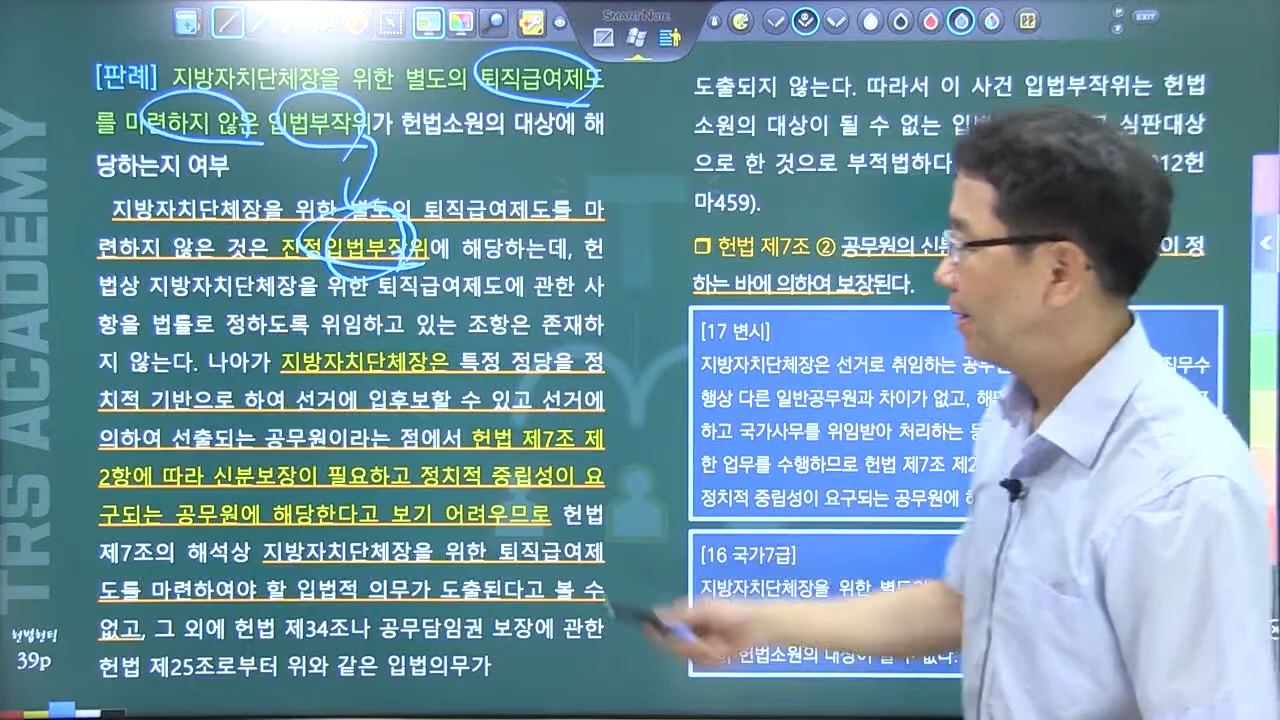 SMART NOTE
EXIT
TRS ACADEMY
[판례] 지방자치단체장을 위한 별도의 퇴직급여제도
를 마련하지 않은 입법부작위가 헌법소원의 대상에 해
당하는지 여부
지방자치단체장을 위한 별도의 퇴직급여제도를 마
련하지 않은 것은 진정입법부작위에 해당하는데, 헌
법상 지방자치단체장을 위한 퇴직급여제도에 관한 사
항을 법률로 정하도록 위임하고 있는 조항은 존재하
지 않는다. 나아가 지방자치단체장은 특정 정당을 정
치적 기반으로 하여 선거에 입후보할 수 있고 선거에
의하여 선출되는 공무원이라는 점에서 헌법 제7조 제
2항에 따라 신분보장이 필요하고 정치적 중립성이 요
구되는 공무원에 해당한다고 보기 어려우므로 헌법
제7조의 해석상 지방자치단체장을 위한 퇴직급여제
도를 마련하여야 할 입법적 의무가 도출된다고 볼 수
없고, 그 외에 헌법 제34조나 공무담임권 보장에 관한
헌법 제25조로부터 위와 같은 입법의무가
헌법헌터
39p
도출되지 않는다. 따라서 이 사건 입법부작위는 헌법
소원의 대상이 될 수 없는 심판대상
으로 한 것으로 부적법하다 12헌
마459).
❒ 헌법 제7조 ② 공무원의 이 정
하는 바에 의하여 보장된다.
[17 변시]
지방자치단체장은 선거로 취임하는 직무수
행상 다른 일반공무원과 차이가 없고,
하고 국가사무를 위임받아 처리하는
한 업무를 수행하므로 헌법 제7조
정치적 중립성이 요구되는 공무원에
[16 국가7급]
지방자치단체장을 위한
헌법소원의 대상이 될 수 없다.